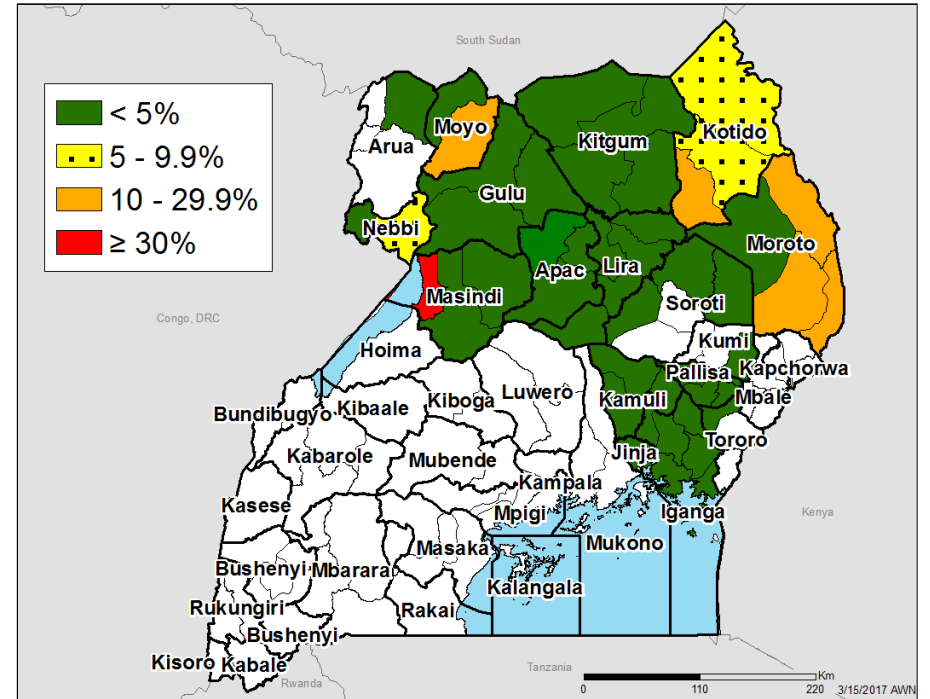 South Sudan
< 5%
5 - 9.9%
10 - 29.9%
≥ 30%
Moyo
Kotido
Arua
Kitgum
Gulu
Nebbi
Moroto
Apac
Lira
Masindi
Soroti
Congo, DRC
Hoima
Kumi
Pallisa
Kapchorwa
Luwero
Mbale
Kamuli
Kiboga
Kibaale
Bundibugyo
Tororo
Jinja
Kabarole
Mubende
Kampala
Kasese
Mpigi
Iganga
Kenya
Masaka
Mukono
Bushenyi
Mbarara
Kalangala
Rukungiri
Rakai
Bushenyi
Kisoro
Kabale
Tanzania
Rwanda
Km
0 110 220
3/15/2017 AWN